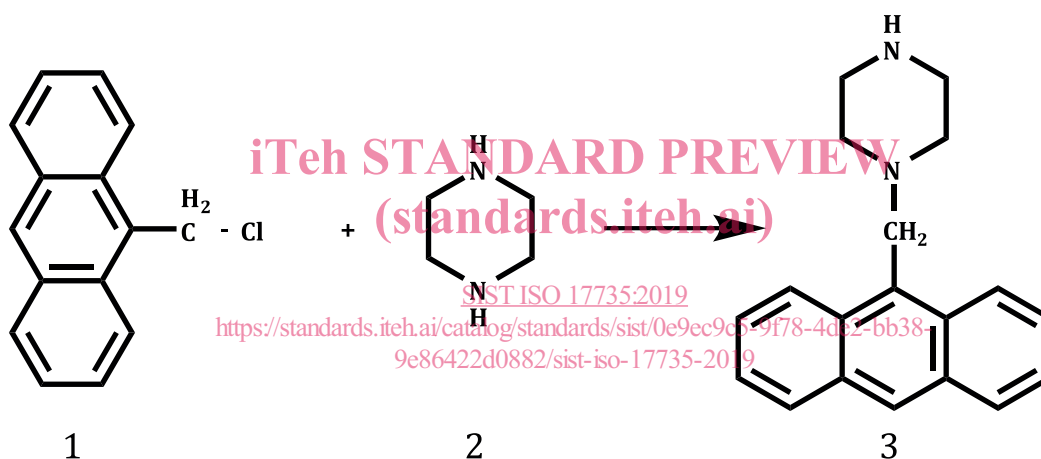 H
N
iTeh STANDARD PREVIEW
H
N
N
(standards.iteh.ai)
H2
C - Cl
+
CH2
N
H
SIST ISO 17735:2019
https://standards.iteh.ai/catalog/standards/sist/0e9ec9c5-9f78-4de2-bb38-
9e86422d0882/sist-iso-17735-2019
1
2
3